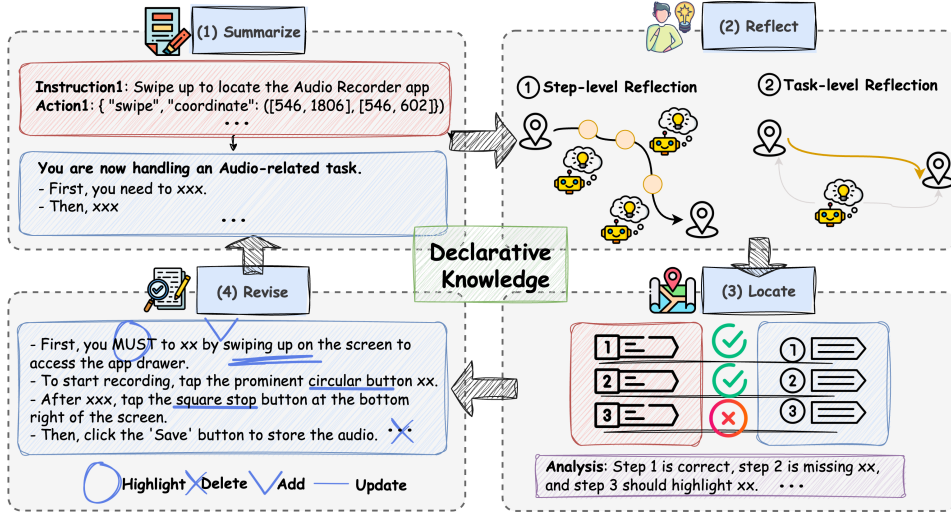 (1) Summarize
Instruction1: Swipe up to locate the Audio Recorder app
Action1: { "swipe", "coordinate": ([546, 1806], [546, 602]})
...
You are now handling an Audio-related task.
- First, you need to xxx.
- Then, xxx
...
(2) Reflect
1 Step-level Reflection
2 Task-level Reflection
Declarative
Knowledge
(3) Locate
1
2
3
1
2
3
Analysis: Step 1 is correct, step 2 is missing xx,
and step 3 should highlight xx. ...
(4) Revise
- First, you MUST to xx by swiping up on the screen to
access the app drawer.
- To start recording, tap the prominent circular button xx.
- After xxx, tap the square stop button at the bottom
right of the screen.
- Then, click the 'Save' button to store the audio. ...
Highlight Delete Add Update